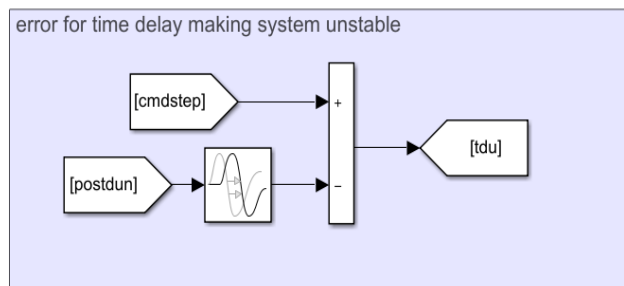 error for time delay making system unstable
[cmdstep]
+
[tdu]
[postdun]
−